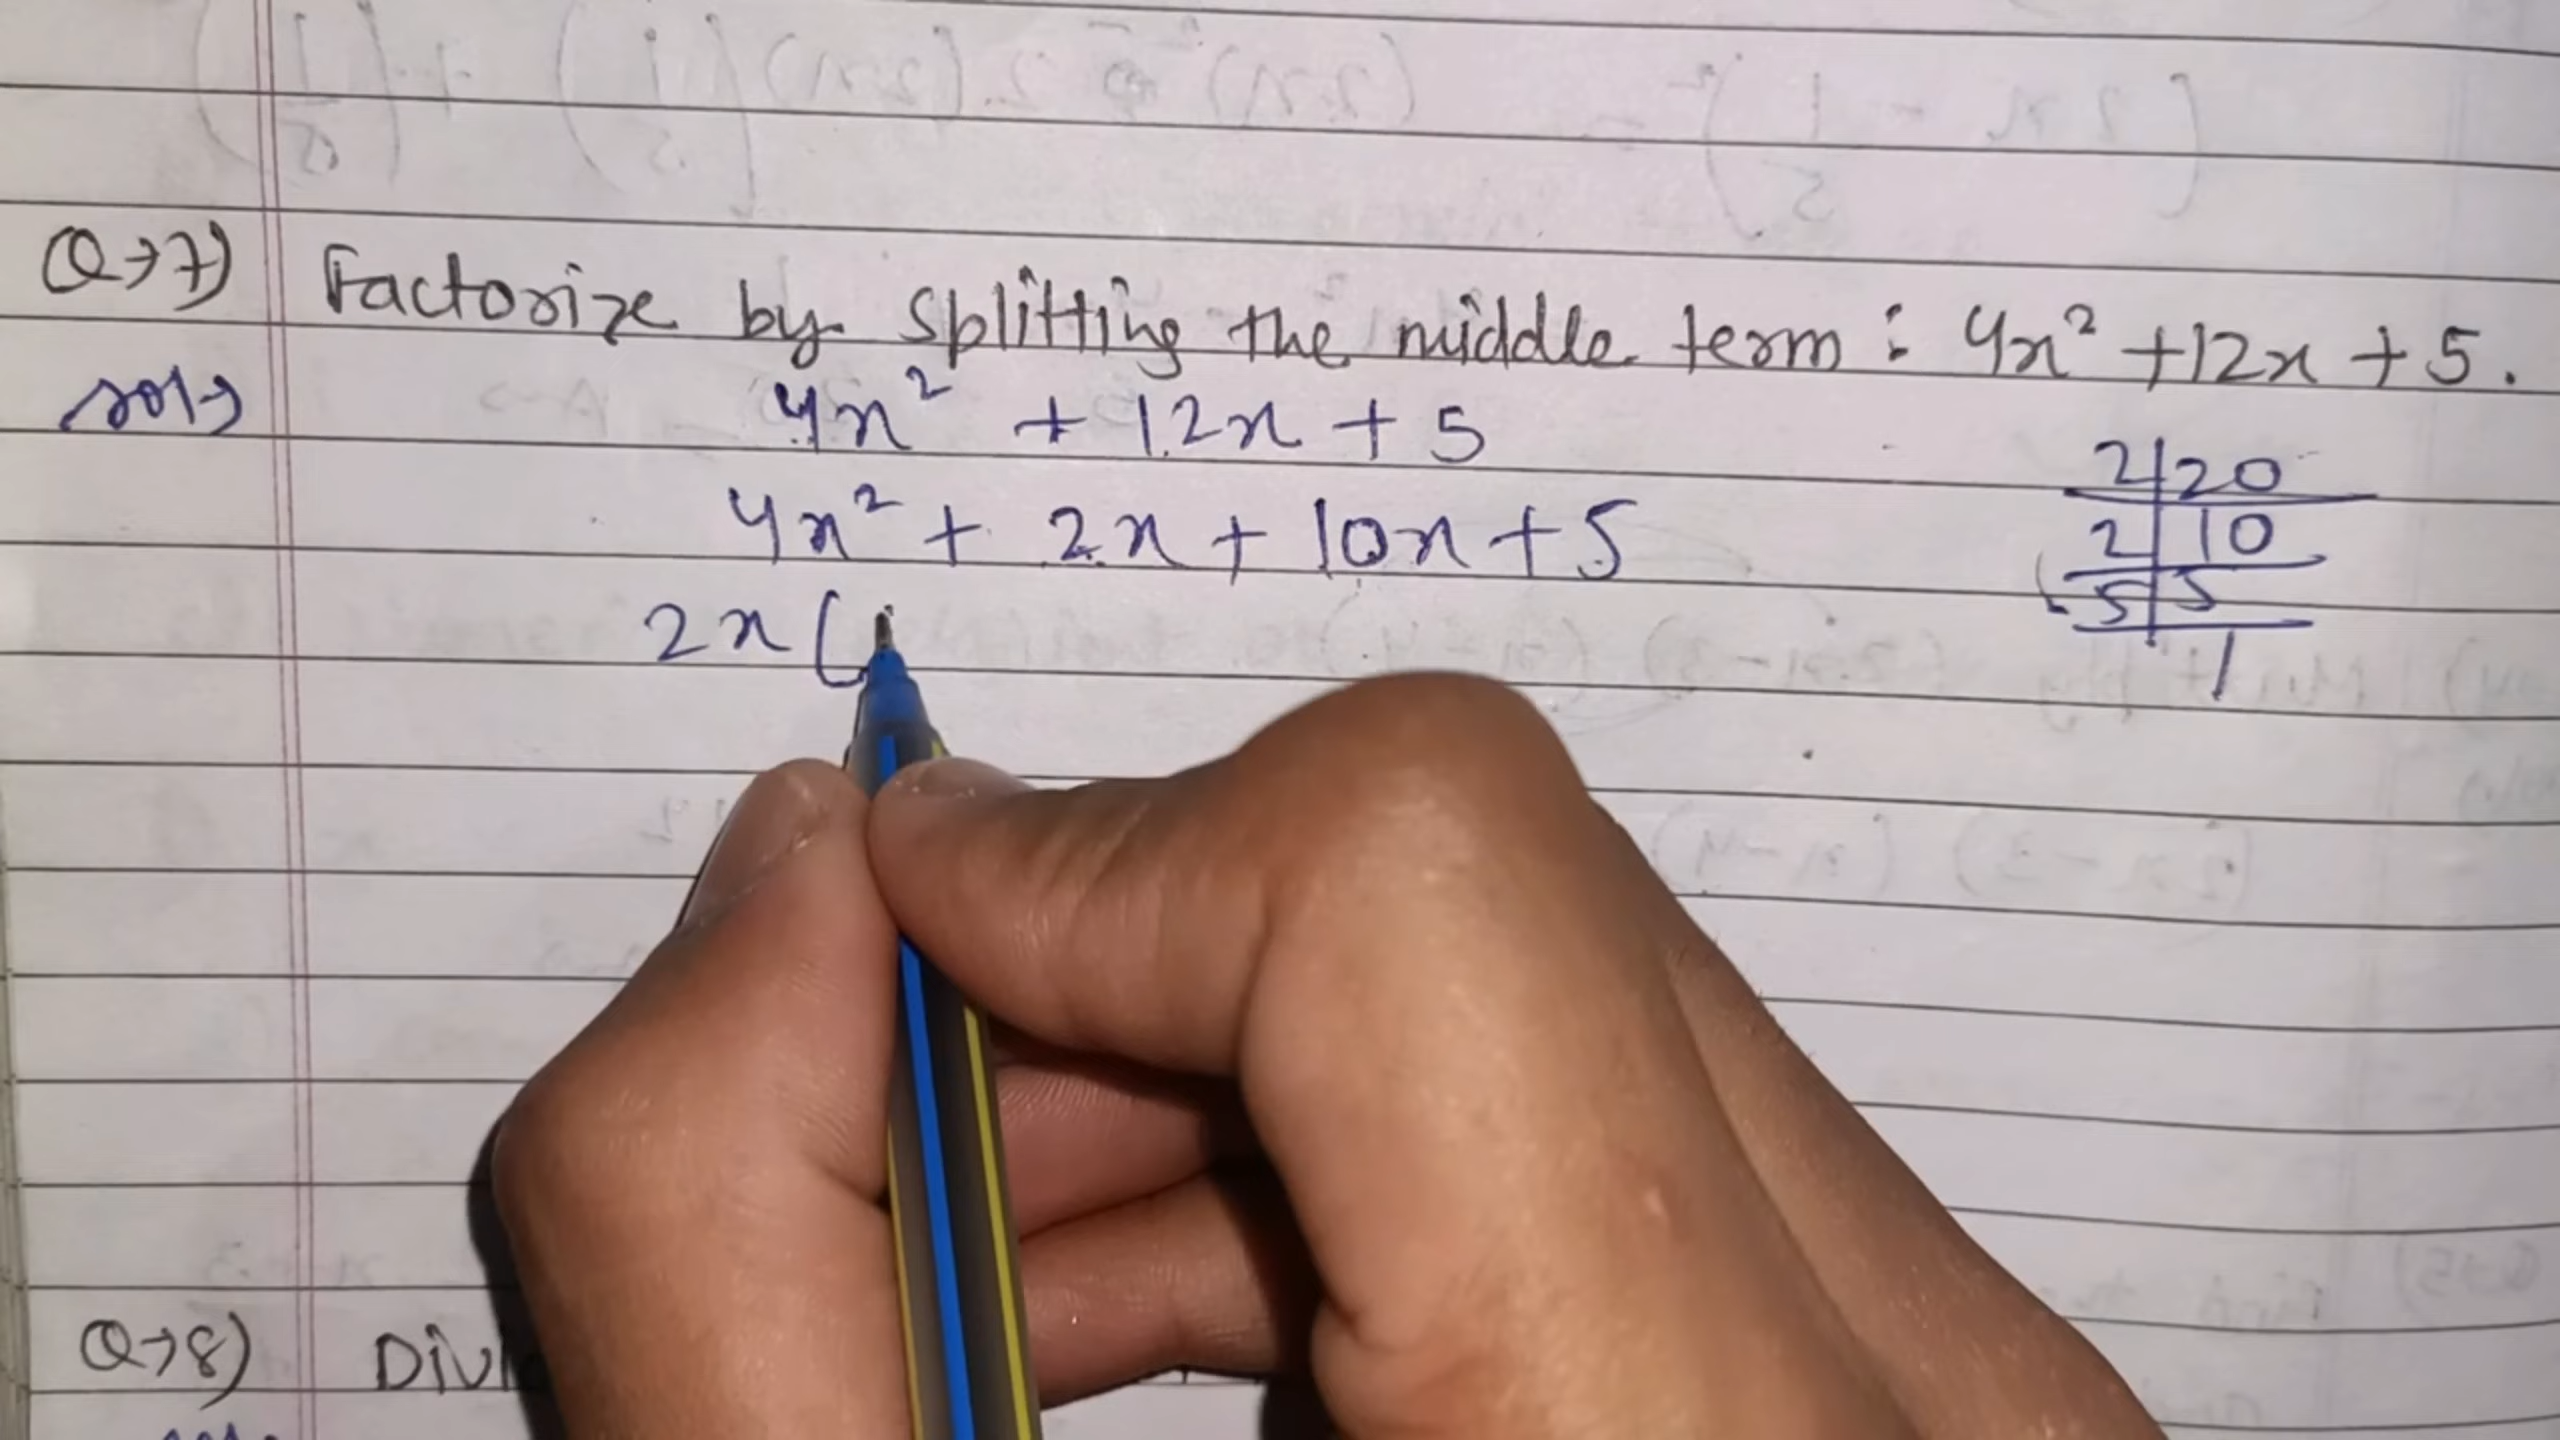 Q→7) Factorize by splitting the middle term : 4x² +12x + 5.
sol→ 4x² + 12x + 5
4x² + 2x + 10x + 5
2x (
2 | 20
2 | 10
5 | 5
1
Q→8)